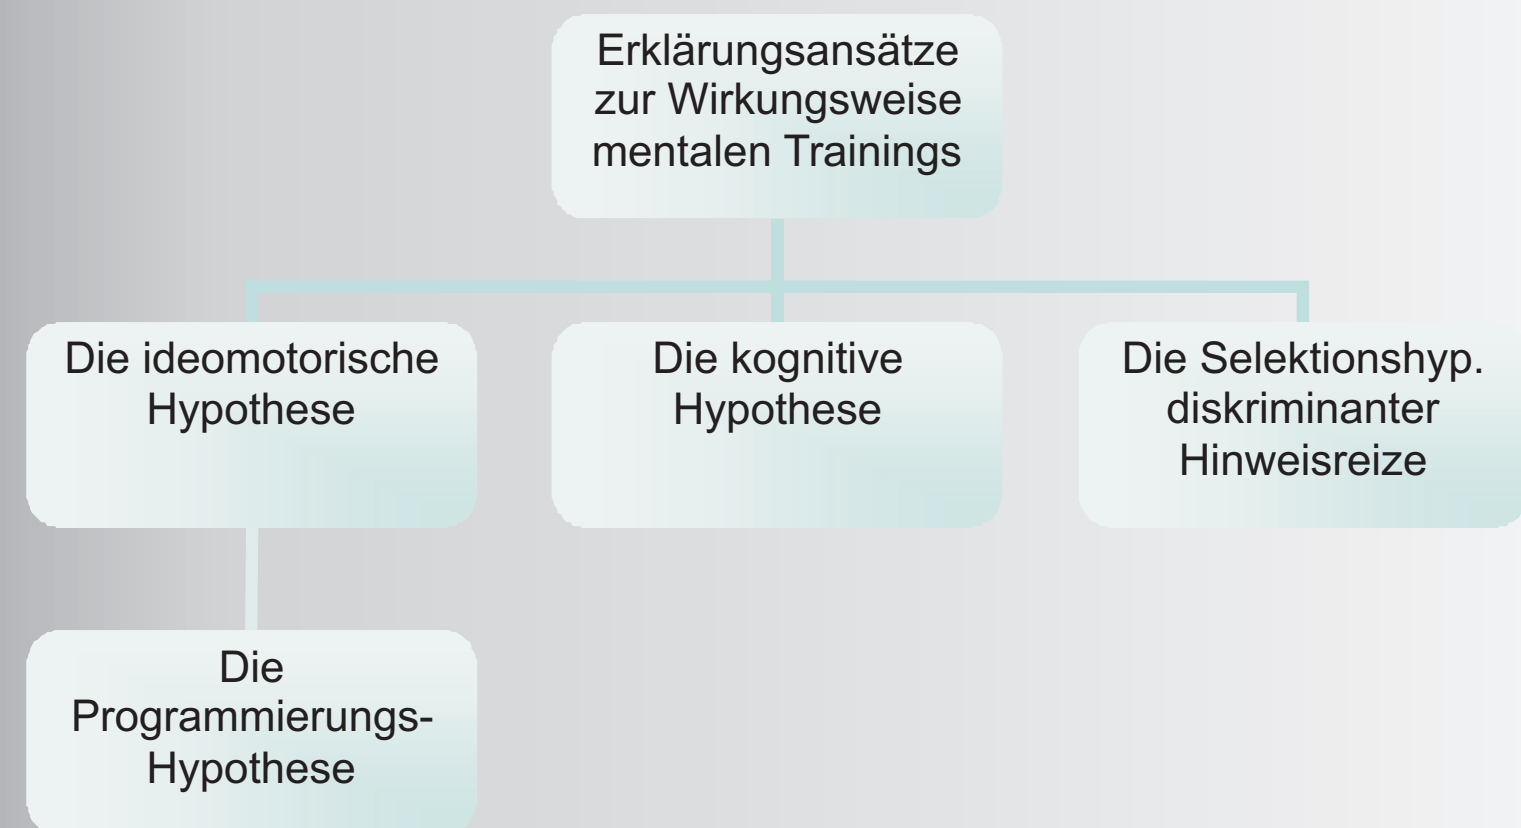 Erklärungsansätze
zur Wirkungsweise
mentalen Trainings
Die ideomotorische
Hypothese
Die kognitive
Hypothese
Die Selektionshyp.
diskriminanter
Hinweisreize
Die
Programmierungs-
Hypothese